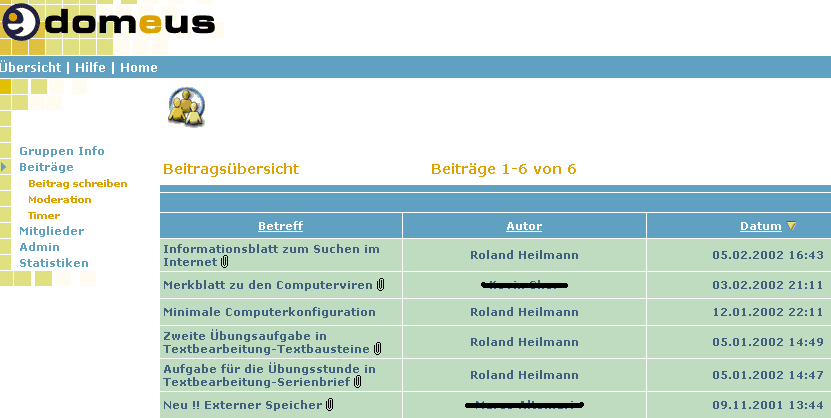 domeus
Übersicht | Hilfe | Home
Gruppen Info
Beiträge
Beitrag schreiben
Moderation
Timer
Mitglieder
Admin
Statistiken
Beitragsübersicht Beiträge 1-6 von 6
Betreff Autor Datum
Informationsblatt zum Suchen im
Internet Roland Heilmann 05.02.2002 16:43
Merkblatt zu den Computerviren 03.02.2002 21:11
Minimale Computerkonfiguration Roland Heilmann 12.01.2002 22:11
Zweite Übungsaufgabe in
Textbearbeitung-Textbausteine Roland Heilmann 05.01.2002 14:49
Aufgabe für die Übungsstunde in
Textbearbeitung-Serienbrief Roland Heilmann 05.01.2002 14:47
Neu !! Externer Speicher 09.11.2001 13:44